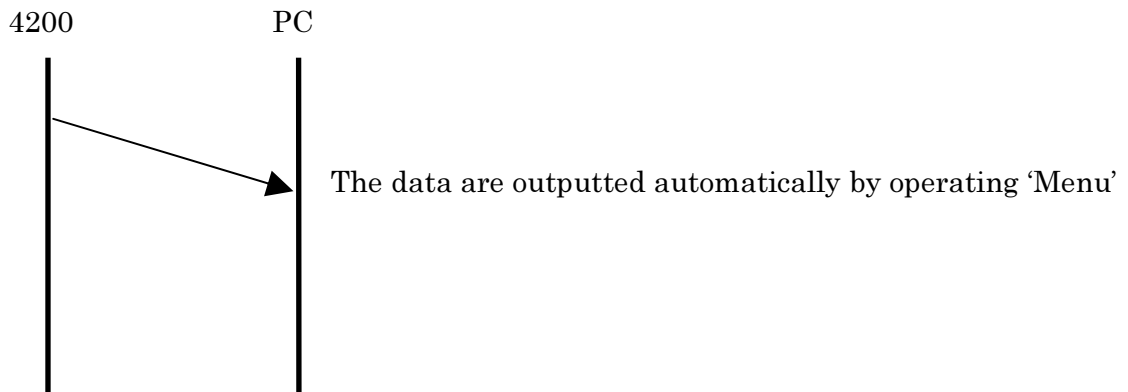 4200 PC
The data are outputted automatically by operating ‘Menu’